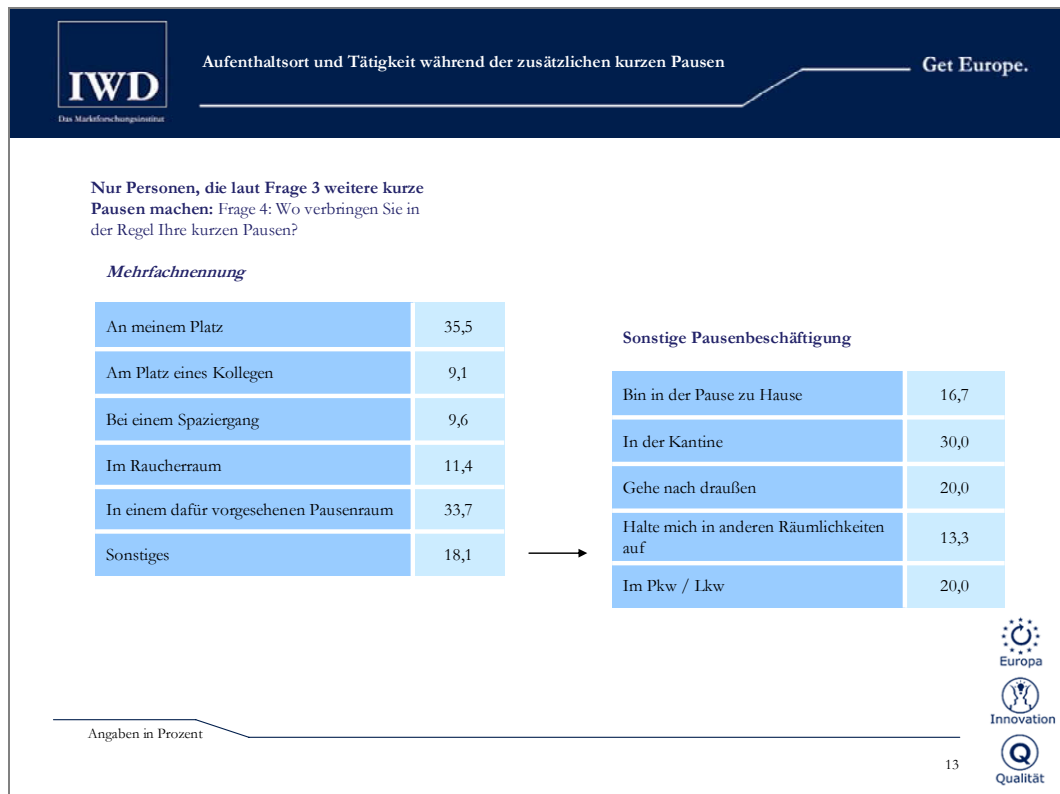 IWD
Das Marktforschungsinstitut
Aufenthaltsort und Tätigkeit während der zusätzlichen kurzen Pausen
Get Europe.
Nur Personen, die laut Frage 3 weitere kurze
Pausen machen: Frage 4: Wo verbringen Sie in
der Regel Ihre kurzen Pausen?
Mehrfachnennung
An meinem Platz 35,5
Am Platz eines Kollegen 9,1
Bei einem Spaziergang 9,6
Im Raucherraum 11,4
In einem dafür vorgesehenen Pausenraum 33,7
Sonstiges 18,1
Sonstige Pausenbeschäftigung
Bin in der Pause zu Hause 16,7
In der Kantine 30,0
Gehe nach draußen 20,0
Halte mich in anderen Räumlichkeiten
auf 13,3
Im Pkw / Lkw 20,0
Europa
Innovation
Q
Qualität
Angaben in Prozent
13